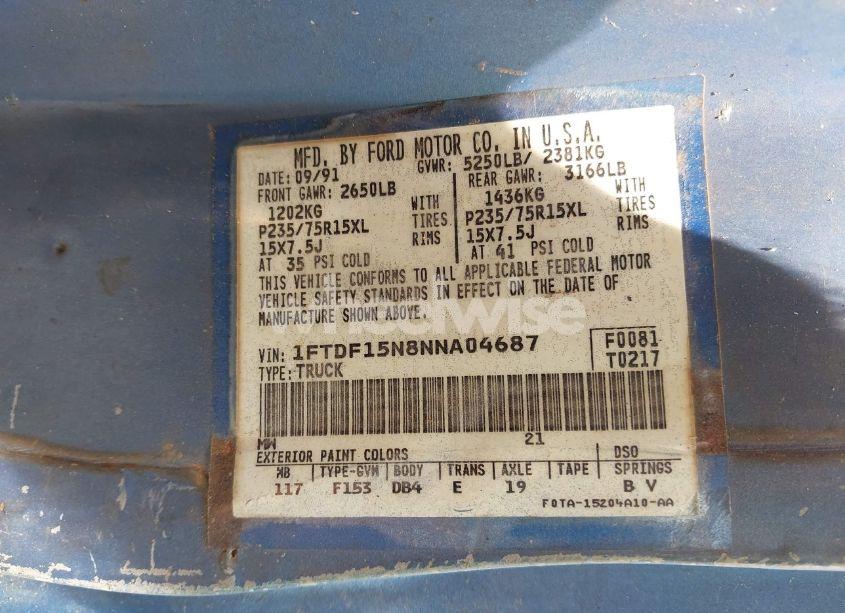 MFD. BY FORD MOTOR CO. IN U.S.A.
DATE: 09/91 GVWR: 5250LB/ 2381KG
FRONT GAWR: 2650LB REAR GAWR: 3166LB
1202KG WITH 1436KG WITH
P235/75R15XL TIRES P235/75R15XL TIRES
15X7.5J RIMS 15X7.5J RIMS
AT 35 PSI COLD AT 41 PSI COLD
THIS VEHICLE CONFORMS TO ALL APPLICABLE FEDERAL MOTOR
VEHICLE SAFETY STANDARDS IN EFFECT ON THE DATE OF
MANUFACTURE SHOWN ABOVE.
wheelwise
VIN: 1FTDF15N8NNA04687 F0081
TYPE: TRUCK T0217
MW 21
EXTERIOR PAINT COLORS DSO
WB TYPE-GVW BODY TRANS AXLE TAPE SPRINGS
117 F153 DB4 E 19 B V
F0TA-15204A10-AA